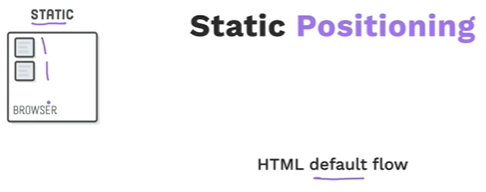 STATIC
Static Positioning
BROWSER
HTML default flow